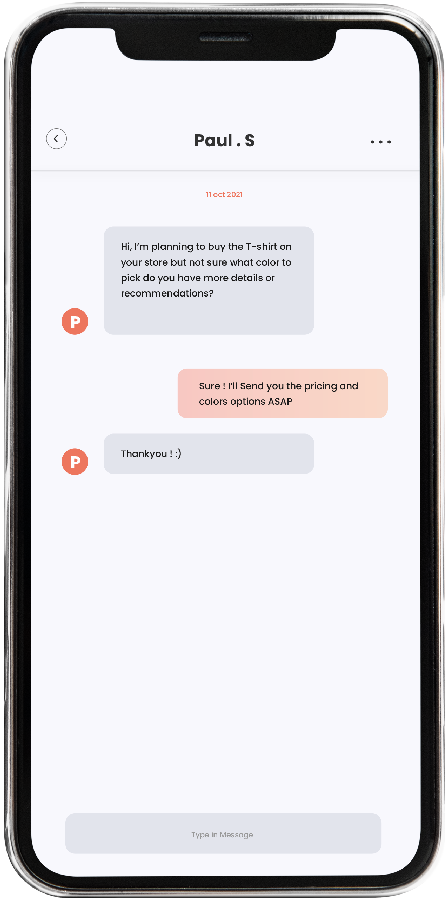 Paul . S
11 oct 2021
Hi, I'm planning to buy the T-shirt on
your store but not sure what color to
pick do you have more details or
recommendations?
P
Sure ! I'll Send you the pricing and
colors options ASAP
Thankyou ! :)
P
Type in Message